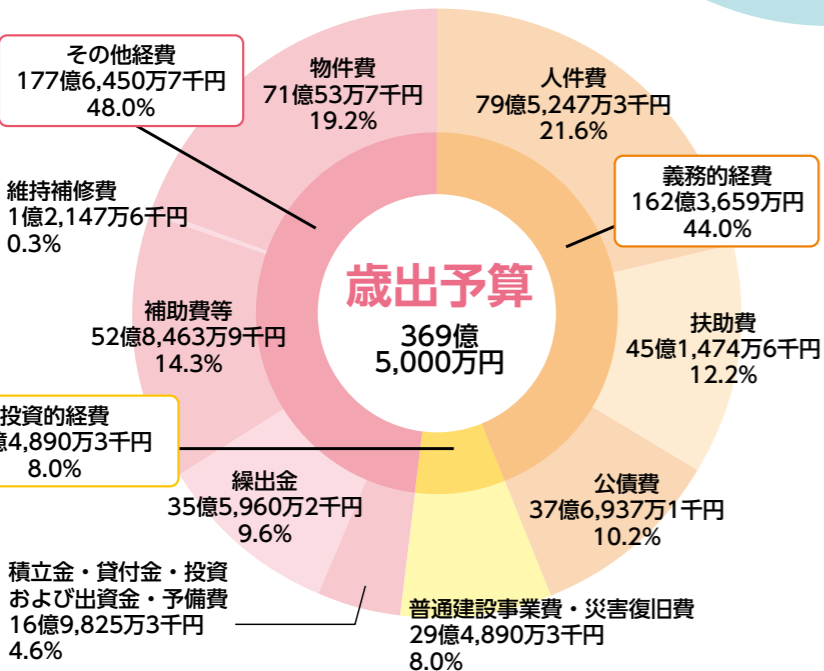 その他経費
177億6,450万7千円
48.0%
物件費
71億53万7千円
19.2%
人件費
79億5,247万3千円
21.6%
義務的経費
162億3,659万円
44.0%
維持補修費
1億2,147万6千円
0.3%
歳出予算
369億
5,000万円
補助費等
52億8,463万9千円
14.3%
扶助費
45億1,474万6千円
12.2%
投資的経費
億4,890万3千円
8.0%
繰出金
35億5,960万2千円
9.6%
公債費
37億6,937万1千円
10.2%
積立金・貸付金・投資
および出資金・予備費
16億9,825万3千円
4.6%
普通建設事業費・災害復旧費
29億4,890万3千円
8.0%